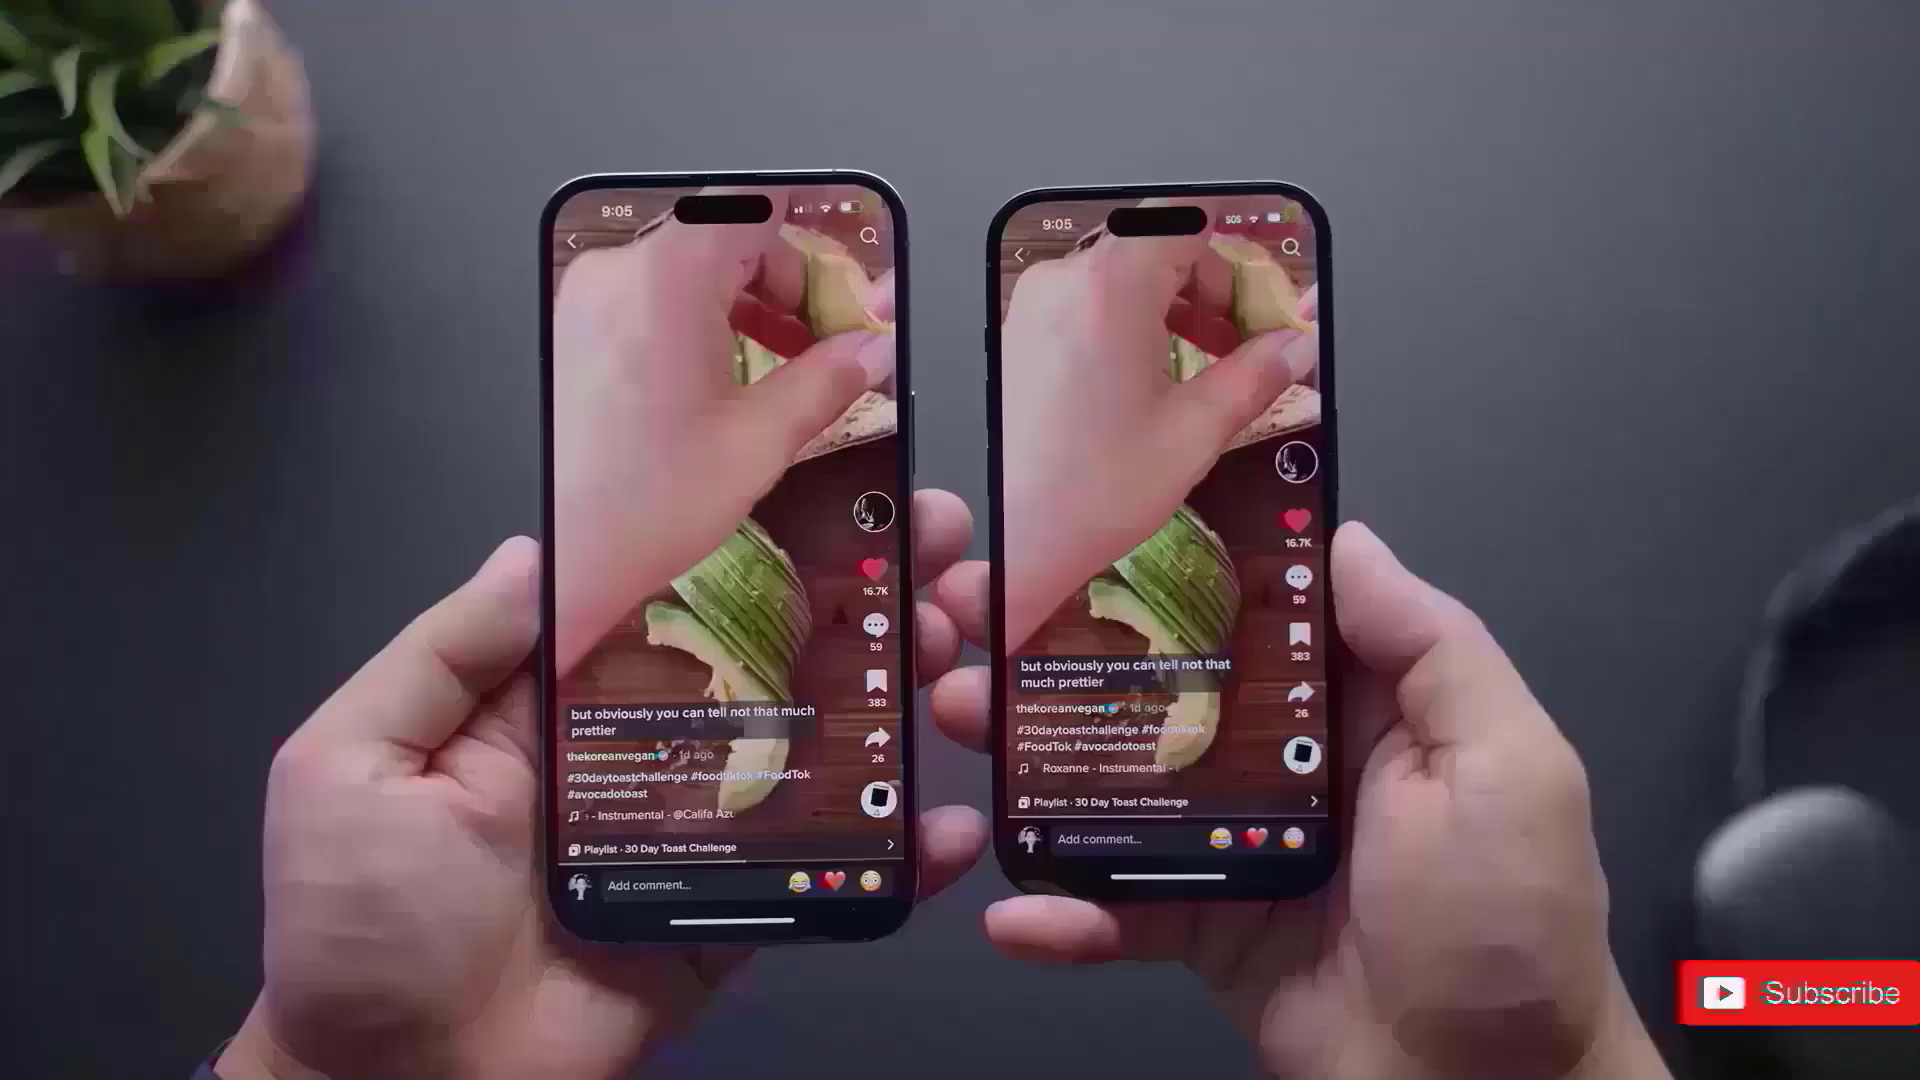 9:05
16.7K
59
383
26
but obviously you can tell not that much
prettier
thekoreanvegan · 1d ago
#30daytoastchallenge #foodtiktok #FoodTok
#avocadotoast
- Instrumental - @Califa Azu
Playlist · 30 Day Toast Challenge
Add comment...
9:05
SOS
16.7K
59
383
26
but obviously you can tell not that
much prettier
thekoreanvegan · 1d ago
#30daytoastchallenge #foodtiktok
#FoodTok #avocadotoast
Roxanne - Instrumental -
Playlist · 30 Day Toast Challenge
Add comment...
Subscribe